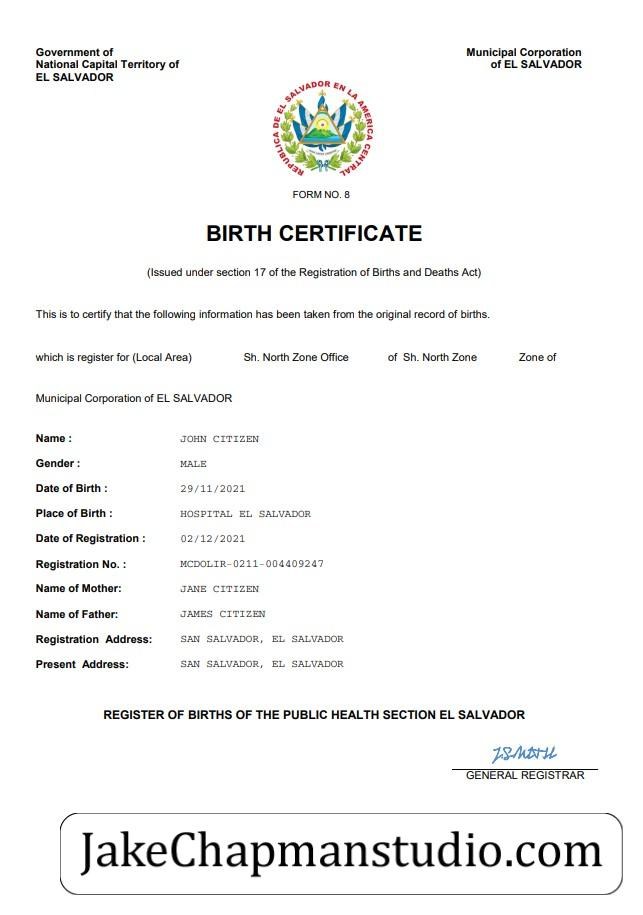 Government of
National Capital Territory of
EL SALVADOR
Municipal Corporation
of EL SALVADOR
REPUBLICA DE EL SALVADOR EN LA AMERICA CENTRAL
FORM NO. 8
BIRTH CERTIFICATE
(Issued under section 17 of the Registration of Births and Deaths Act)
This is to certify that the following information has been taken from the original record of births.
which is register for (Local Area) Sh. North Zone Office of Sh. North Zone Zone of
Municipal Corporation of EL SALVADOR
Name : JOHN CITIZEN
Gender : MALE
Date of Birth : 29/11/2021
Place of Birth : HOSPITAL EL SALVADOR
Date of Registration : 02/12/2021
Registration No. : MCDOLIR-0211-004409247
Name of Mother: JANE CITIZEN
Name of Father: JAMES CITIZEN
Registration Address: SAN SALVADOR, EL SALVADOR
Present Address: SAN SALVADOR, EL SALVADOR
REGISTER OF BIRTHS OF THE PUBLIC HEALTH SECTION EL SALVADOR
GENERAL REGISTRAR
JakeChapmanstudio.com